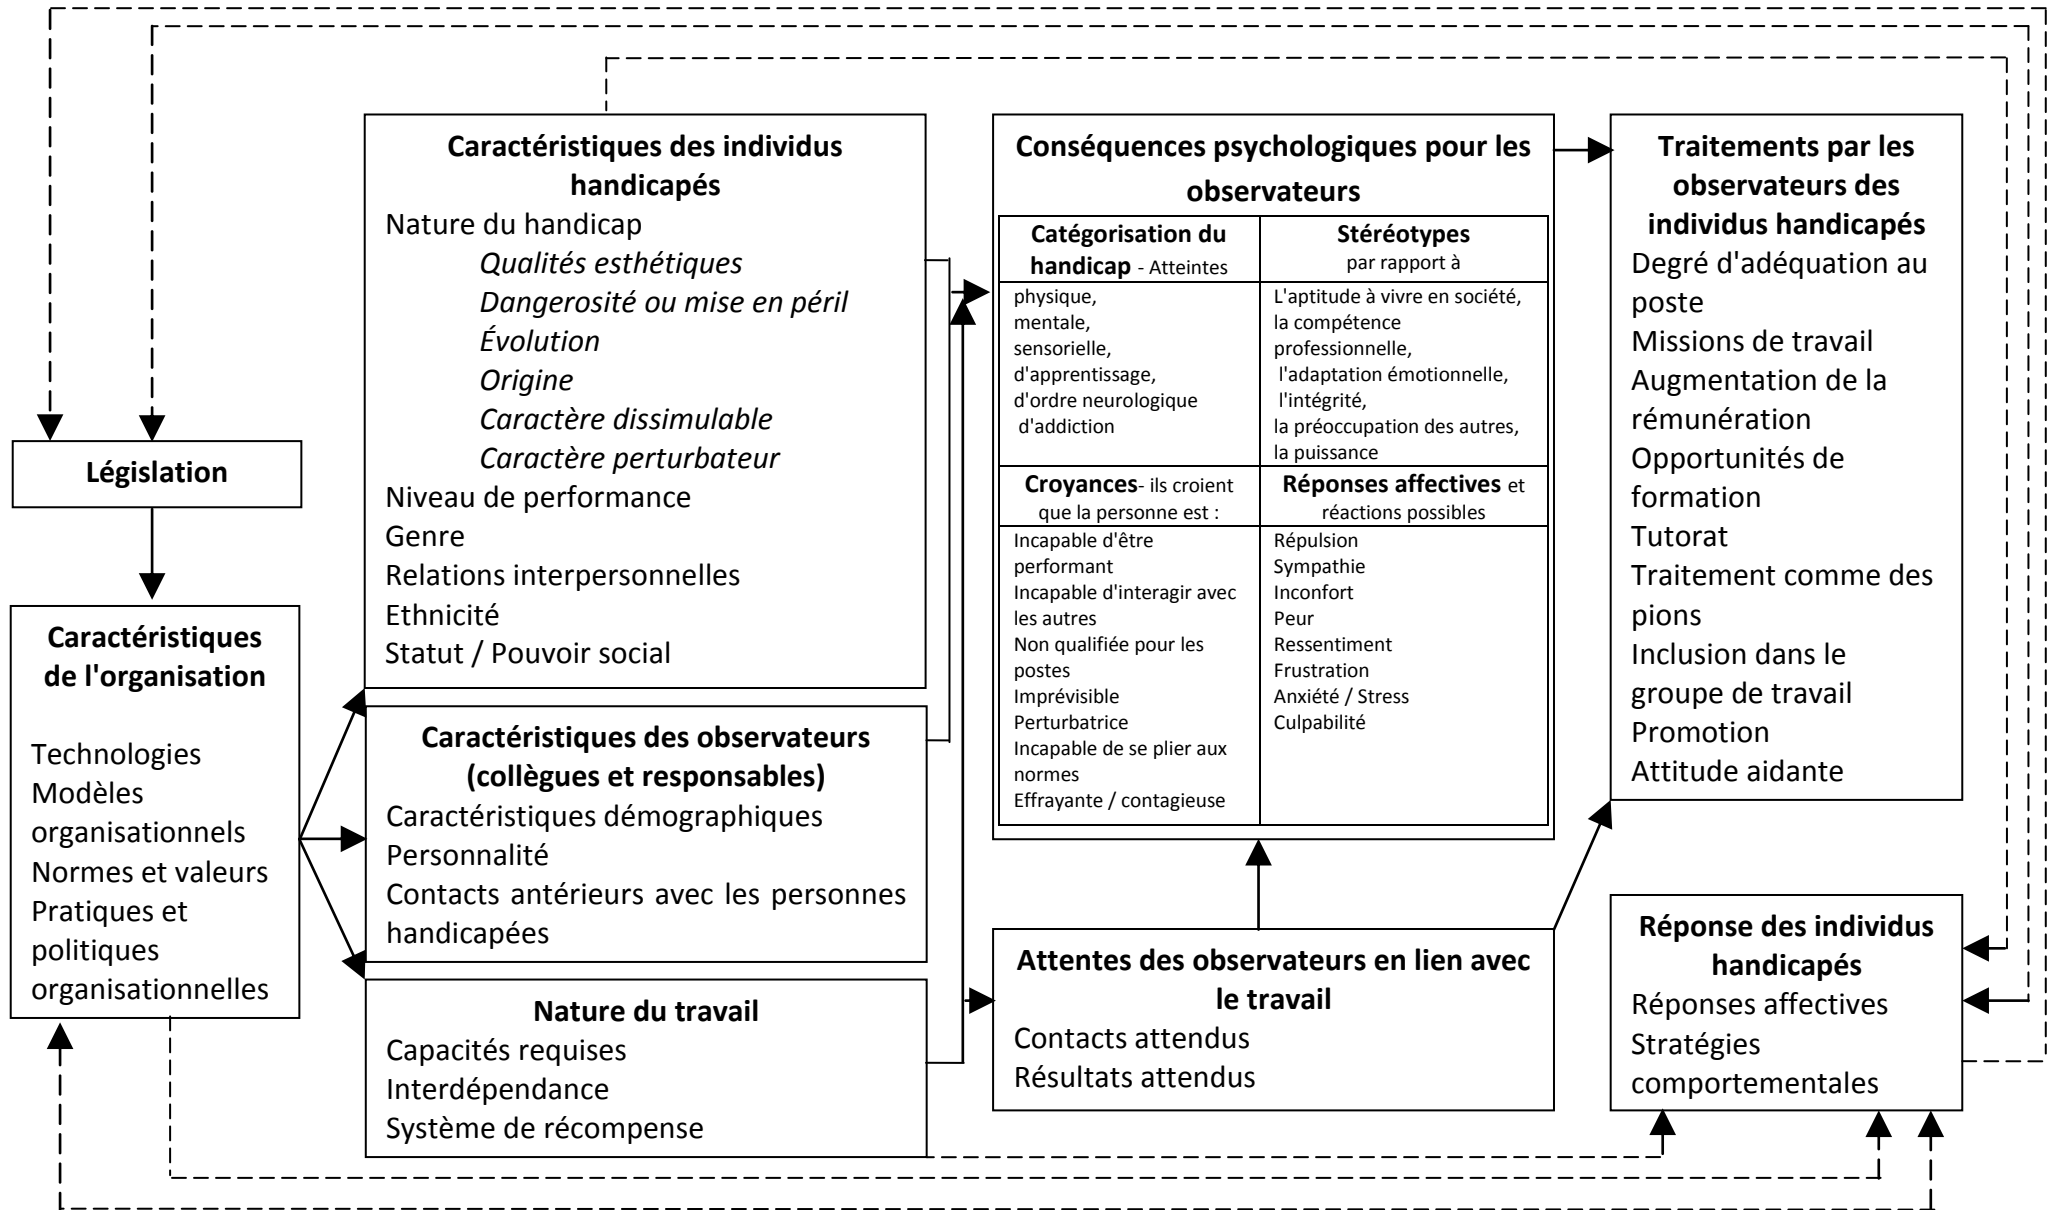 Législation
Caractéristiques
de l'organisation
Technologies
Modèles
organisationnels
Normes et valeurs
Pratiques et
politiques
organisationnelles
Caractéristiques des individus
handicapés
Nature du handicap
Qualités esthétiques
Dangerosité ou mise en péril
Évolution
Origine
Caractère dissimulable
Caractère perturbateur
Niveau de performance
Genre
Relations interpersonnelles
Ethnicité
Statut / Pouvoir social
Caractéristiques des observateurs
(collègues et responsables)
Caractéristiques démographiques
Personnalité
Contacts antérieurs avec les personnes
handicapées
Nature du travail
Capacités requises
Interdépendance
Système de récompense
Conséquences psychologiques pour les
observateurs
Catégorisation du
handicap - Atteintes
physique,
mentale,
sensorielle,
d'apprentissage,
d'ordre neurologique
d'addiction
Stéréotypes
par rapport à
L'aptitude à vivre en société,
la compétence
professionnelle,
l'adaptation émotionnelle,
l'intégrité,
la préoccupation des autres,
la puissance
Croyances- ils croient
que la personne est :
Incapable d'être
performant
Incapable d'interagir avec
les autres
Non qualifiée pour les
postes
Imprévisible
Perturbatrice
Incapable de se plier aux
normes
Effrayante / contagieuse
Réponses affectives et
réactions possibles
Répulsion
Sympathie
Inconfort
Peur
Ressentiment
Frustration
Anxiété / Stress
Culpabilité
Attentes des observateurs en lien avec
le travail
Contacts attendus
Résultats attendus
Traitements par les
observateurs des
individus handicapés
Degré d'adéquation au
poste
Missions de travail
Augmentation de la
rémunération
Opportunités de
formation
Tutorat
Traitement comme des
pions
Inclusion dans le
groupe de travail
Promotion
Attitude aidante
Réponse des individus
handicapés
Réponses affectives
Stratégies
comportementales